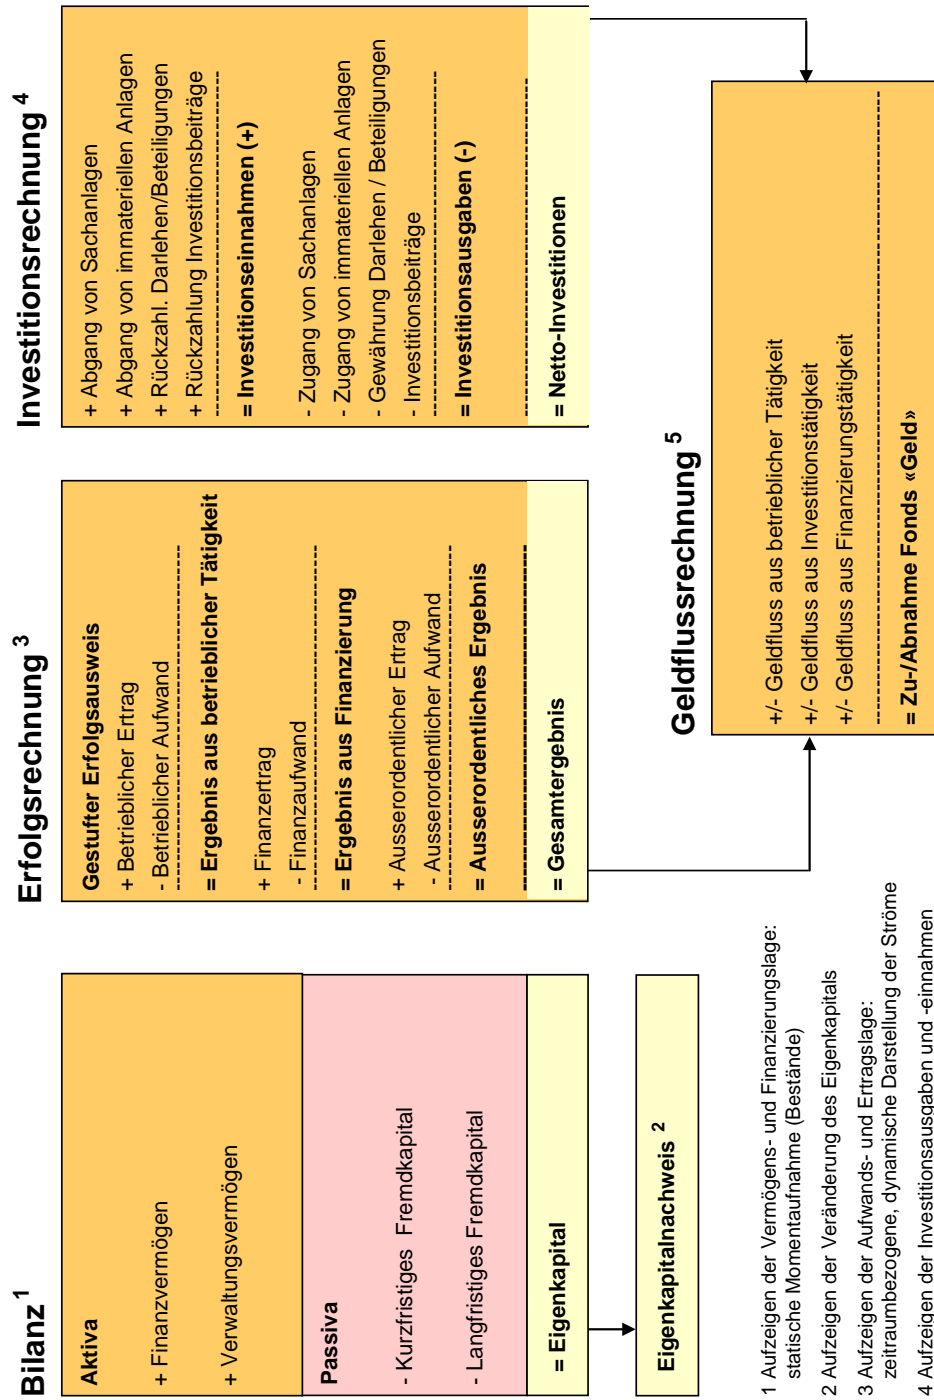 Bilanz 1
Aktiva
+ Finanzvermögen
+ Verwaltungsvermögen
Passiva
- Kurzfristiges Fremdkapital
- Langfristiges Fremdkapital
= Eigenkapital
Eigenkapitalnachweis 2
Erfolgsrechnung 3
Gestufter Erfolgsausweis
+ Betrieblicher Ertrag
- Betrieblicher Aufwand
= Ergebnis aus betrieblicher Tätigkeit
+ Finanzertrag
- Finanzaufwand
= Ergebnis aus Finanzierung
+ Ausserordentlicher Ertrag
- Ausserordentlicher Aufwand
= Ausserordentliches Ergebnis
= Gesamtergebnis
Investitionsrechnung 4
+ Abgang von Sachanlagen
+ Abgang von immateriellen Anlagen
+ Rückzahl. Darlehen/Beteiligungen
+ Rückzahlung Investitionsbeiträge
= Investitionseinnahmen (+)
- Zugang von Sachanlagen
- Zugang von immateriellen Anlagen
- Gewährung Darlehen / Beteiligungen
- Investitionsbeiträge
= Investitionsausgaben (-)
= Netto-Investitionen
Geldflussrechnung 5
+/- Geldfluss aus betrieblicher Tätigkeit
+/- Geldfluss aus Investitionstätigkeit
+/- Geldfluss aus Finanzierungstätigkeit
= Zu-/Abnahme Fonds «Geld»
1 Aufzeigen der Vermögens- und Finanzierungslage:
statische Momentaufnahme (Bestände)
2 Aufzeigen der Veränderung des Eigenkapitals
3 Aufzeigen der Aufwands- und Ertragslage:
zeitraumbezogene, dynamische Darstellung der Ströme
4 Aufzeigen der Investitionsausgaben und -einnahmen